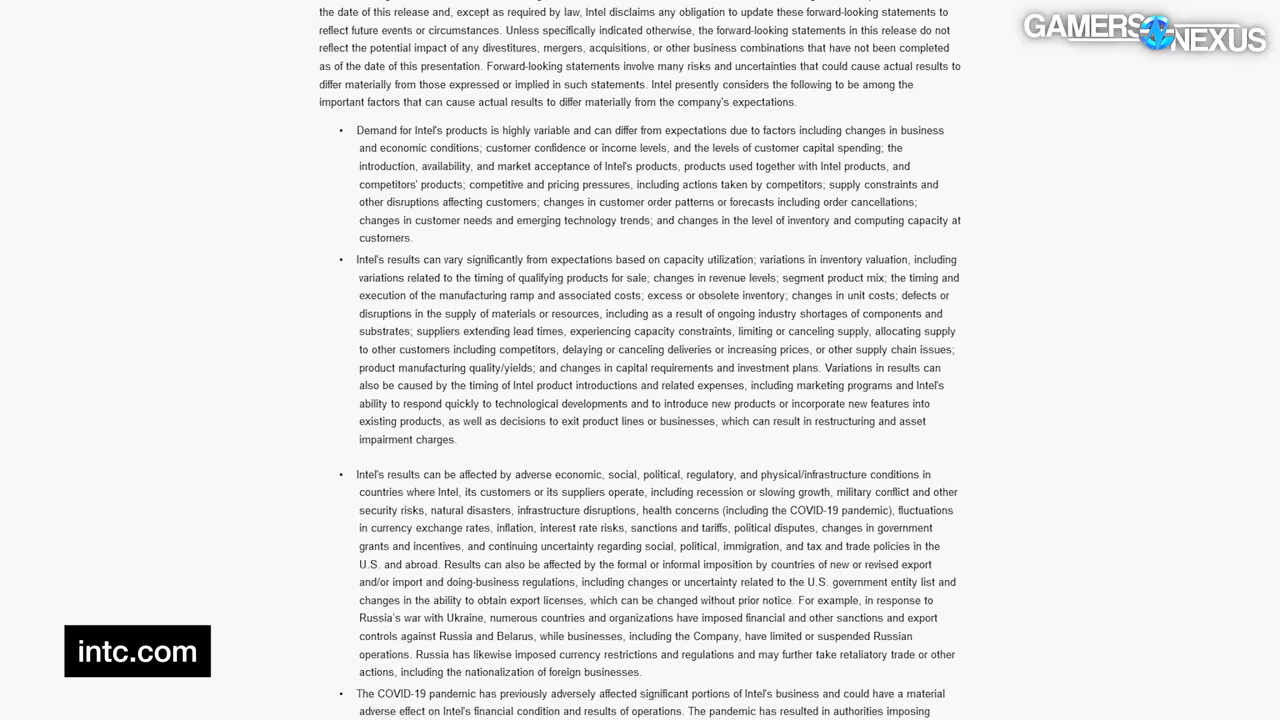 the date of this release and, except as required by law, Intel disclaims any obligation to update these forward-looking statements to
reflect future events or circumstances. Unless specifically indicated otherwise, the forward-looking statements in this release do not
reflect the potential impact of any divestitures, mergers, acquisitions, or other business combinations that have not been completed
as of the date of this presentation. Forward-looking statements involve many risks and uncertainties that could cause actual results to
differ materially from those expressed or implied in such statements. Intel presently considers the following to be among the
important factors that can cause actual results to differ materially from the company's expectations.
• Demand for Intel's products is highly variable and can differ from expectations due to factors including changes in business
and economic conditions; customer confidence or income levels, and the levels of customer capital spending; the
introduction, availability, and market acceptance of Intel's products, products used together with Intel products, and
competitors' products; competitive and pricing pressures, including actions taken by competitors; supply constraints and
other disruptions affecting customers; changes in customer order patterns or forecasts including order cancellations;
changes in customer needs and emerging technology trends; and changes in the level of inventory and computing capacity at
customers.
• Intel's results can vary significantly from expectations based on capacity utilization; variations in inventory valuation, including
variations related to the timing of qualifying products for sale; changes in revenue levels; segment product mix; the timing and
execution of the manufacturing ramp and associated costs; excess or obsolete inventory; changes in unit costs; defects or
disruptions in the supply of materials or resources, including as a result of ongoing industry shortages of components and
substrates; suppliers extending lead times, experiencing capacity constraints, limiting or canceling supply, allocating supply
to other customers including competitors, delaying or canceling deliveries or increasing prices, or other supply chain issues;
product manufacturing quality/yields; and changes in capital requirements and investment plans. Variations in results can
also be caused by the timing of Intel product introductions and related expenses, including marketing programs and Intel's
ability to respond quickly to technological developments and to introduce new products or incorporate new features into
existing products, as well as decisions to exit product lines or businesses, which can result in restructuring and asset
impairment charges.
• Intel's results can be affected by adverse economic, social, political, regulatory, and physical/infrastructure conditions in
countries where Intel, its customers or its suppliers operate, including recession or slowing growth, military conflict and other
security risks, natural disasters, infrastructure disruptions, health concerns (including the COVID-19 pandemic), fluctuations
in currency exchange rates, inflation, interest rate risks, sanctions and tariffs, political disputes, changes in government
grants and incentives, and continuing uncertainty regarding social, political, immigration, and tax and trade policies in the
U.S. and abroad. Results can also be affected by the formal or informal imposition by countries of new or revised export
and/or import and doing-business regulations, including changes or uncertainty related to the U.S. government entity list and
changes in the ability to obtain export licenses, which can be changed without prior notice. For example, in response to
Russia's war with Ukraine, numerous countries and organizations have imposed financial and other sanctions and export
controls against Russia and Belarus, while businesses, including the Company, have limited or suspended Russian
operations. Russia has likewise imposed currency restrictions and regulations and may further take retaliatory trade or other
actions, including the nationalization of foreign businesses.
• The COVID-19 pandemic has previously adversely affected significant portions of Intel's business and could have a material
adverse effect on Intel's financial condition and results of operations. The pandemic has resulted in authorities imposing
GAMERS NEXUS
intc.com